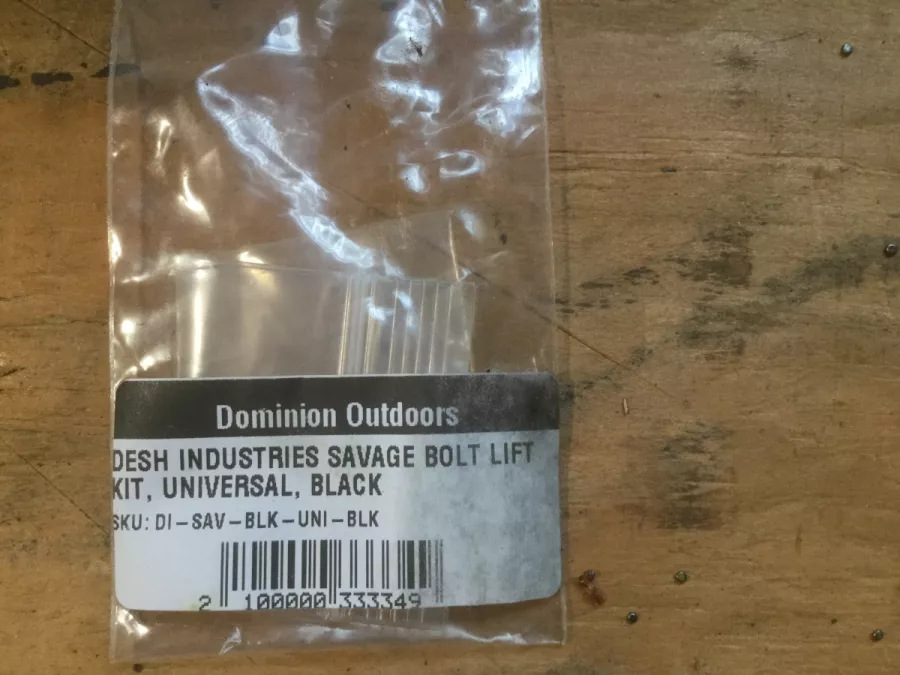 Dominion Outdoors
DESH INDUSTRIES SAVAGE BOLT LIFT
KIT, UNIVERSAL, BLACK
SKU: DI-SAV-BLK-UNI-BLK
2 100000 333349